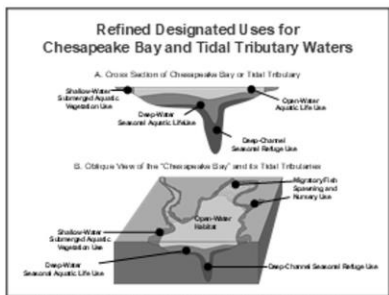 Refined Designated Uses for
Chesapeake Bay and Tidal Tributary Waters
A. Cross Section of Chesapeake Bay or Tidal Tributary
Shallow-Water
Submerged Aquatic
Vegetation Use
Open-Water
Aquatic Life Use
Deep-Water
Seasonal Aquatic Life Use
Deep-Channel
Seasonal Refuge Use
B. Oblique View of the "Chesapeake Bay" and its Tidal Tributaries
Migratory Fish
Spawning and
Nursery Use
Open-Water
Habitat
Shallow-Water
Submerged Aquatic
Vegetation Use
Deep-Water
Seasonal Aquatic Life Use
Deep-Channel Seasonal Refuge Use